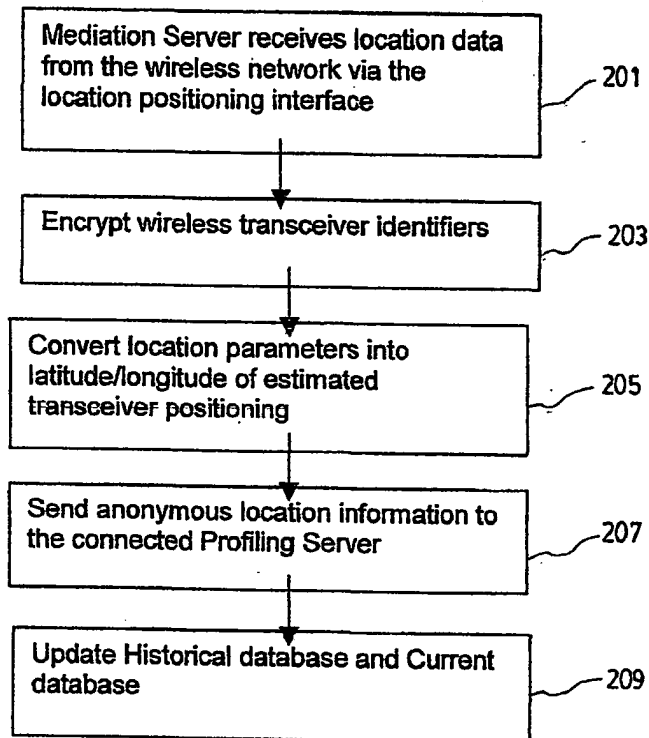 Mediation Server receives location data
from the wireless network via the
location positioning interface
201
Encrypt wireless transceiver identifiers
203
Convert location parameters into
latitude/longitude of estimated
transceiver positioning
205
Send anonymous location information to
the connected Profiling Server
207
Update Historical database and Current
database
209